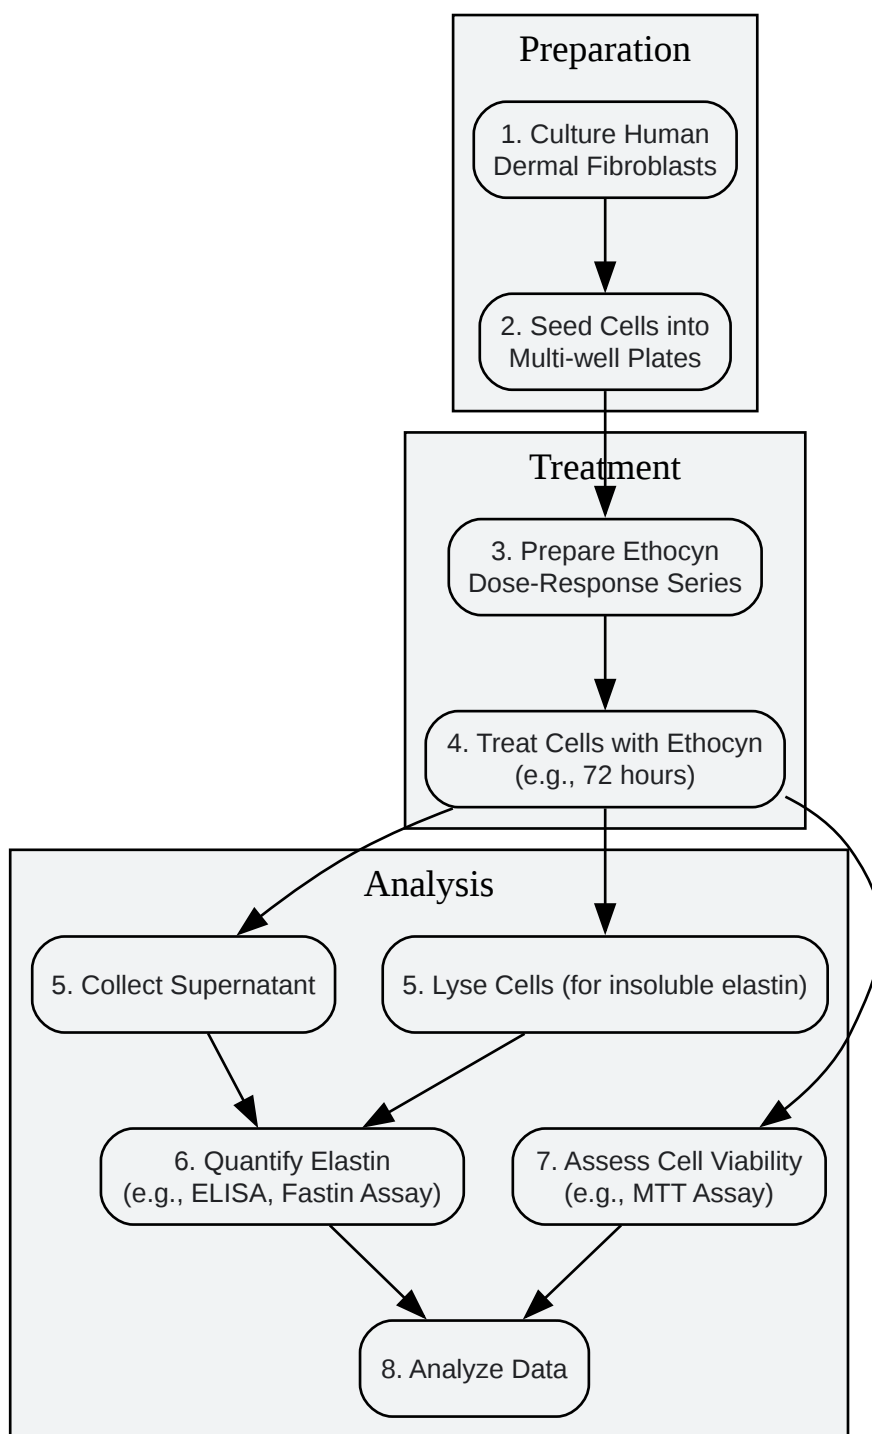 Preparation
1. Culture Human
Dermal Fibroblasts
2. Seed Cells into
Multi-well Plates
Treatment
3. Prepare Ethocyn
Dose-Response Series
4. Treat Cells with Ethocyn
(e.g., 72 hours)
Analysis
5. Collect Supernatant
5. Lyse Cells (for insoluble elastin)
6. Quantify Elastin
(e.g., ELISA, Fastin Assay)
7. Assess Cell Viability
(e.g., MTT Assay)
8. Analyze Data